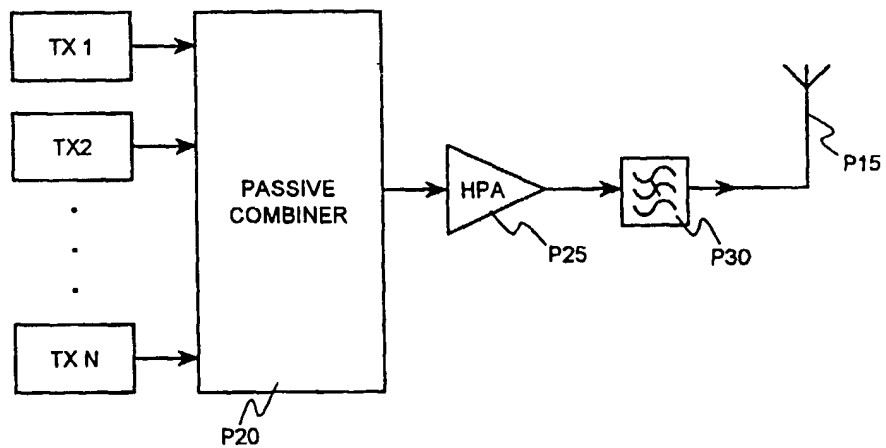 TX 1
TX2
TX N
PASSIVE
COMBINER
HPA
P15
P25
P30
P20